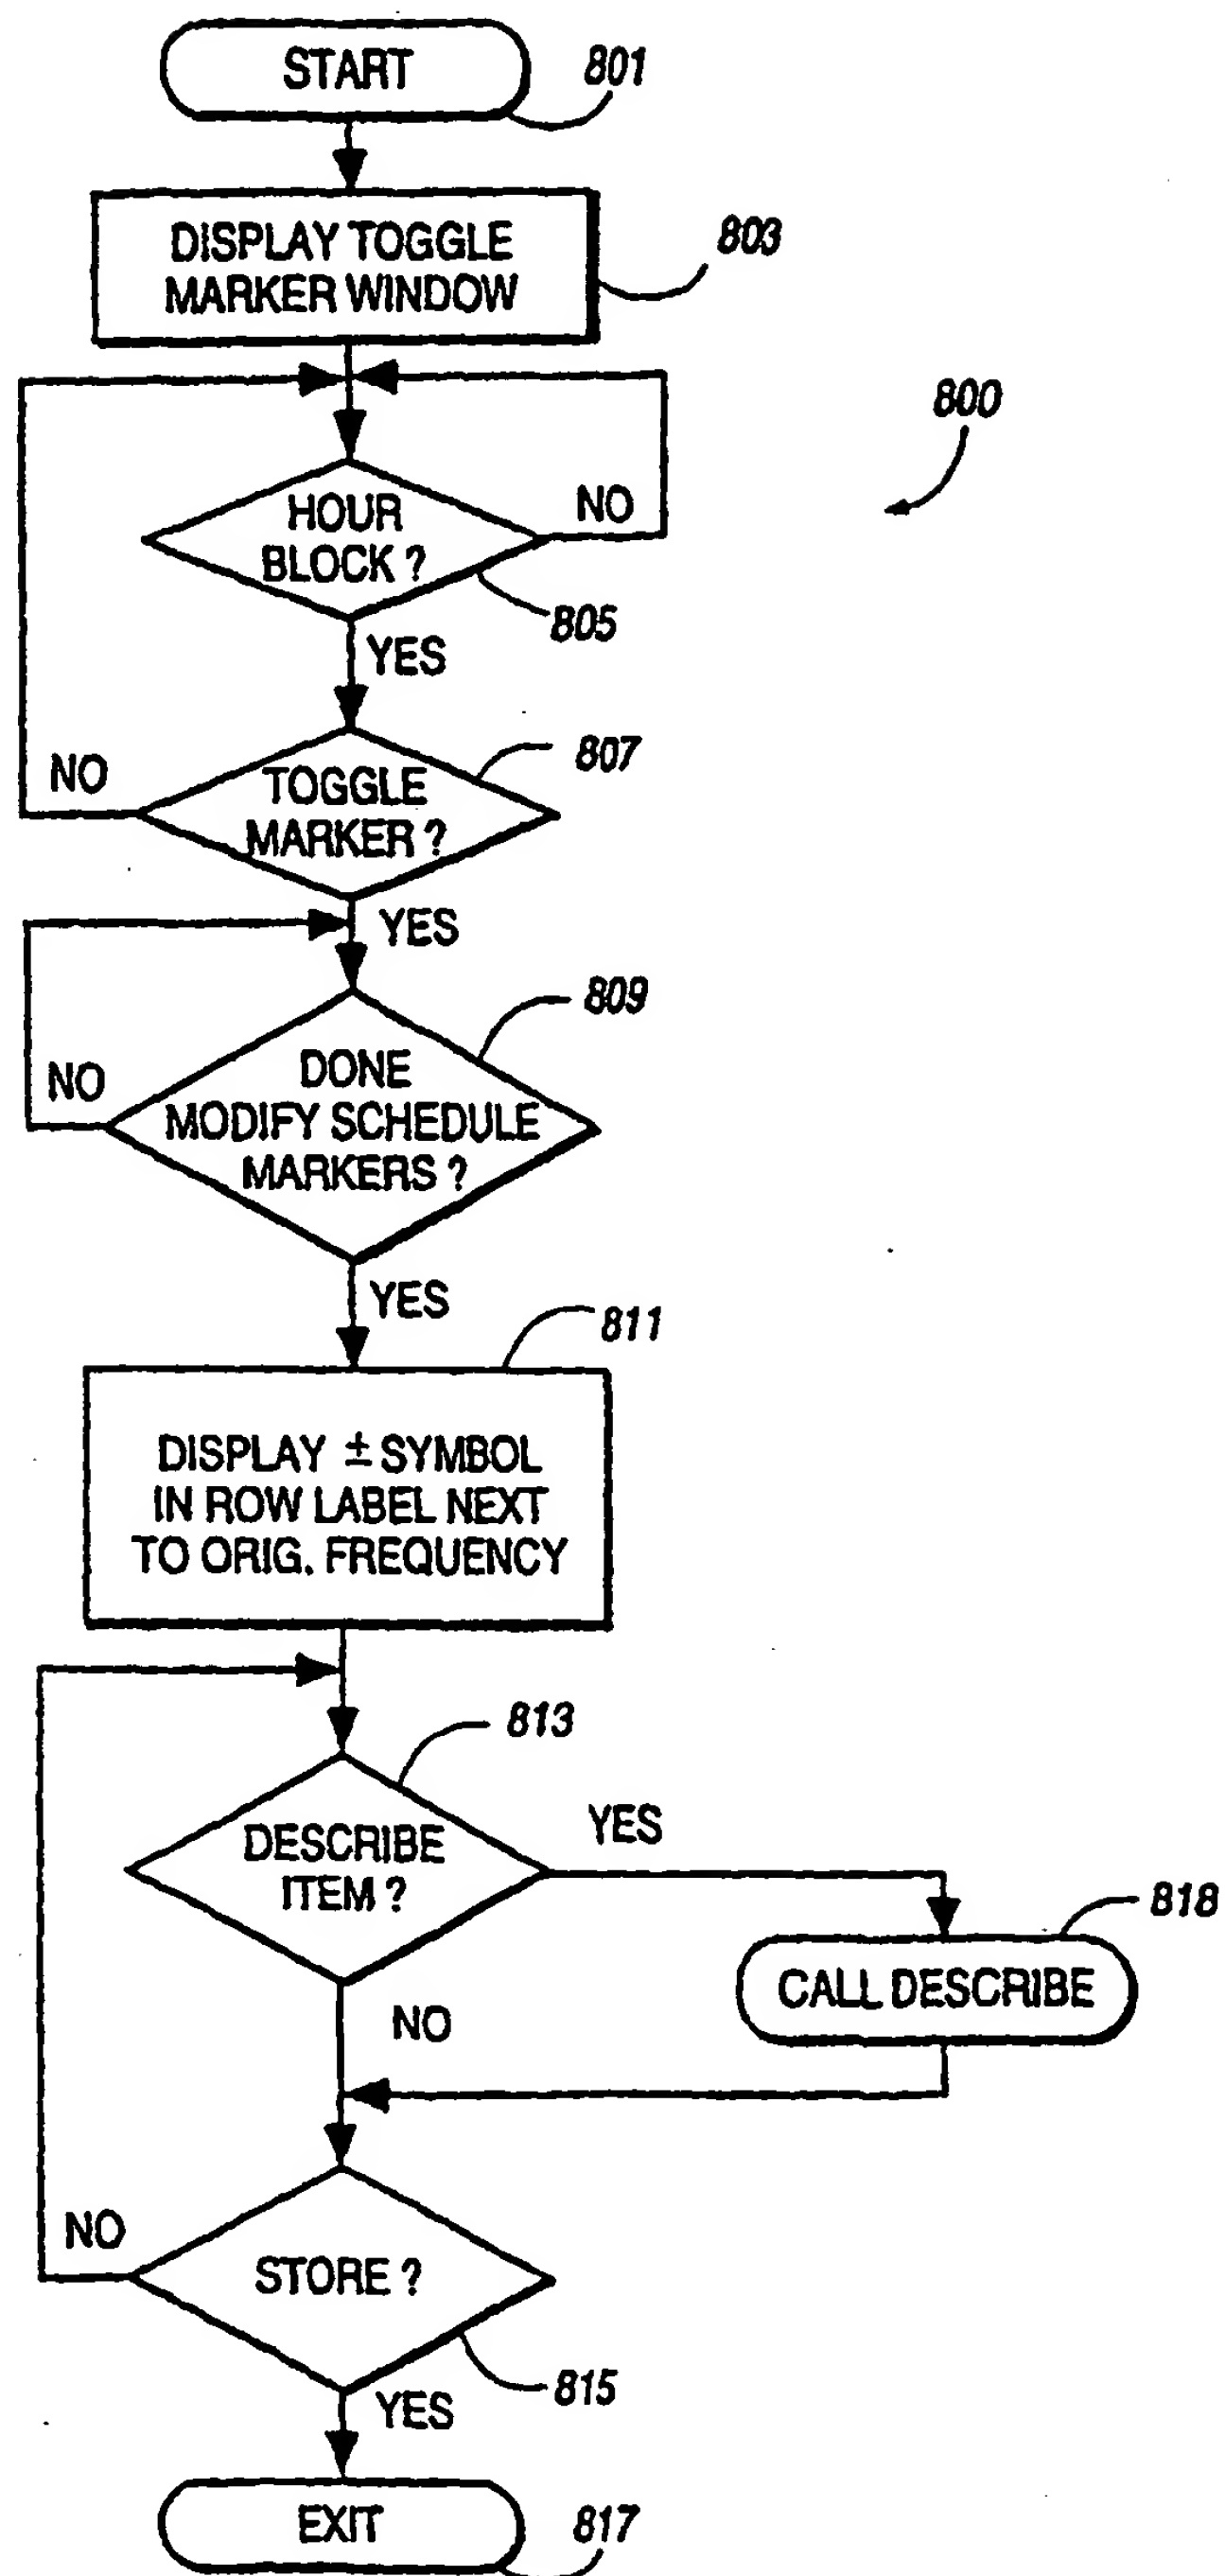 START
801
DISPLAY TOGGLE
MARKER WINDOW
803
800
HOUR
BLOCK ?
NO
805
YES
807
NO
TOGGLE
MARKER ?
YES
809
NO
DONE
MODIFY SCHEDULE
MARKERS ?
YES
811
DISPLAY ± SYMBOL
IN ROW LABEL NEXT
TO ORIG. FREQUENCY
813
DESCRIBE
ITEM ?
YES
818
CALL DESCRIBE
NO
NO
STORE ?
815
YES
EXIT
817